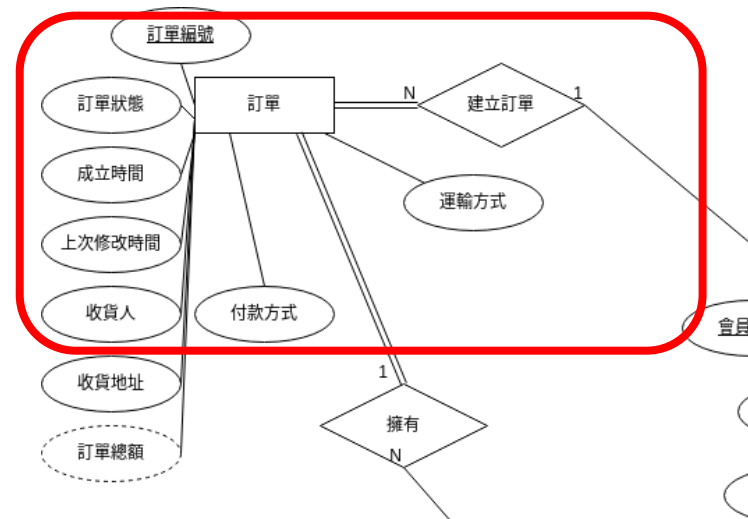 訂單編號
訂單狀態
訂單
N
建立訂單
1
成立時間
運輸方式
上次修改時間
收貨人
付款方式
會員
收貨地址
1
擁有
N
訂單總額